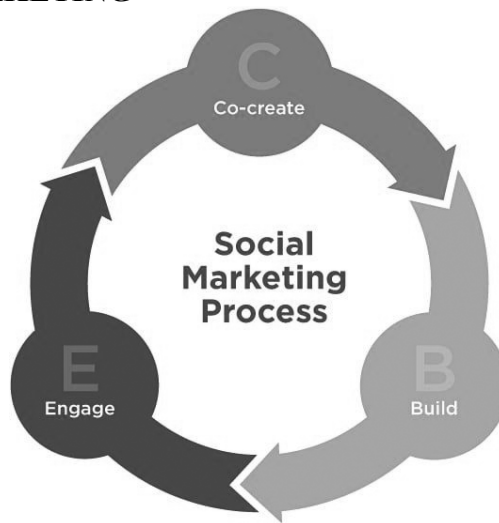 C
Co-create
Social
Marketing
Process
E
Engage
B
Build